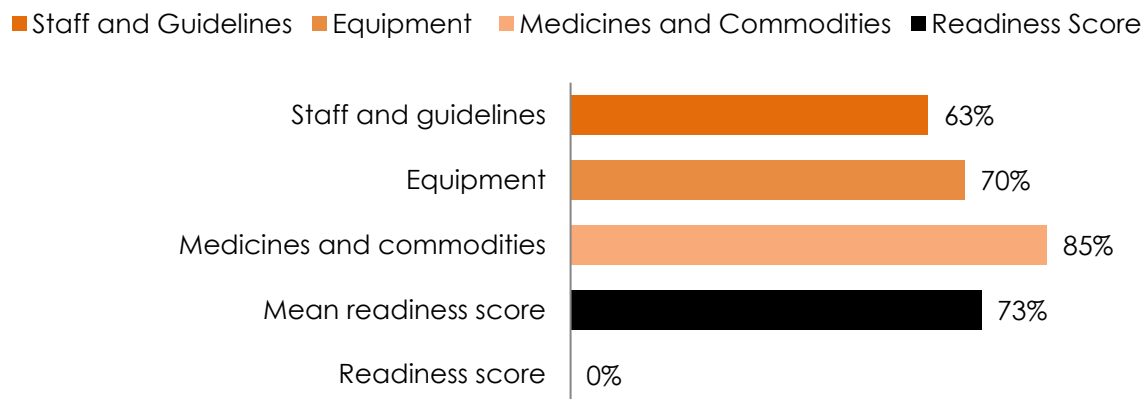 Staff and Guidelines Equipment Medicines and Commodities Readiness Score
Staff and guidelines 63%
Equipment 70%
Medicines and commodities 85%
Mean readiness score 73%
Readiness score 0%